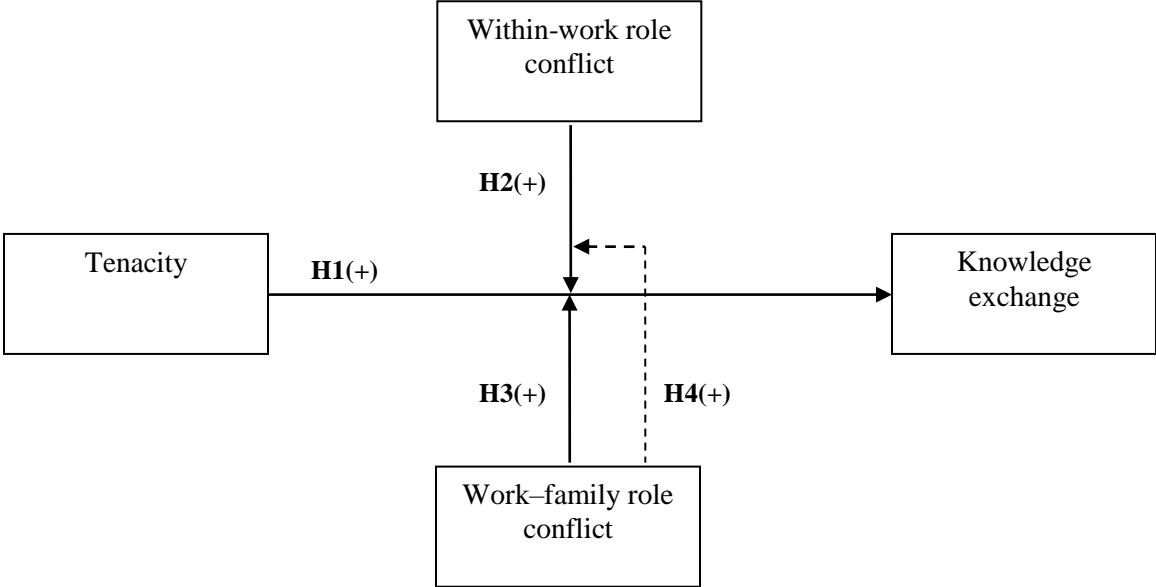 Within-work role
conflict
H2(+)
Tenacity
H1(+)
Knowledge
exchange
H3(+)
H4(+)
Work–family role
conflict